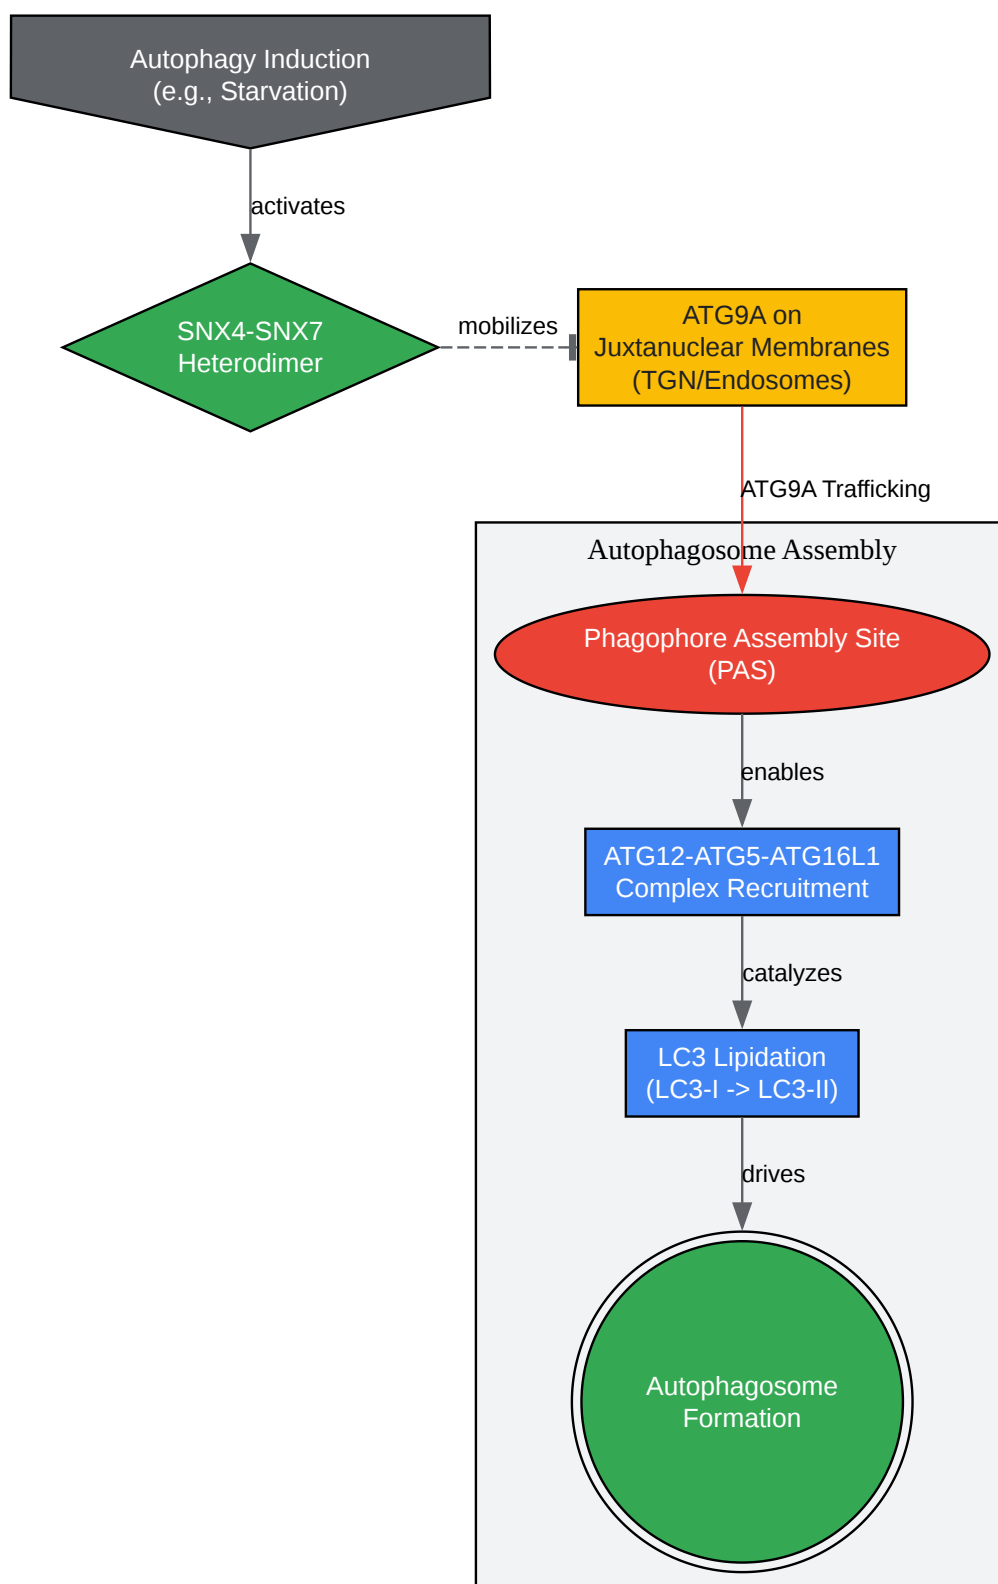 Autophagy Induction
(e.g., Starvation)
activates
SNX4-SNX7
Heterodimer
mobilizes
ATG9A on
Juxtanuclear Membranes
(TGN/Endosomes)
ATG9A Trafficking
Autophagosome Assembly
Phagophore Assembly Site
(PAS)
enables
ATG12-ATG5-ATG16L1
Complex Recruitment
catalyzes
LC3 Lipidation
(LC3-I -> LC3-II)
drives
Autophagosome
Formation